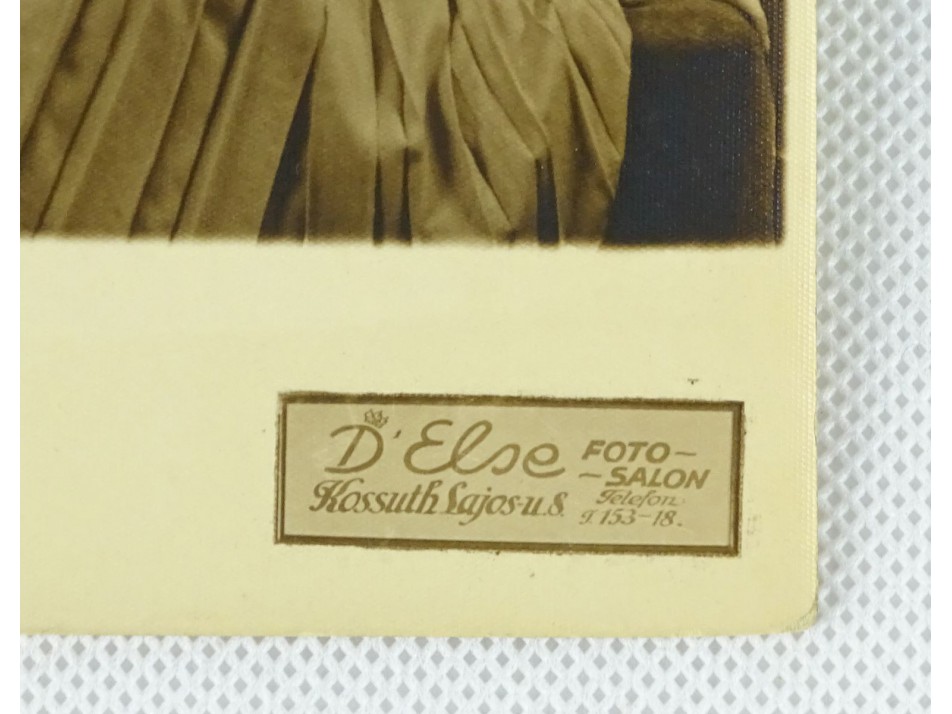 D'Else FOTO-
-SALON
Kossuth Lajos-u.8. Telefon:
T. 153-18.